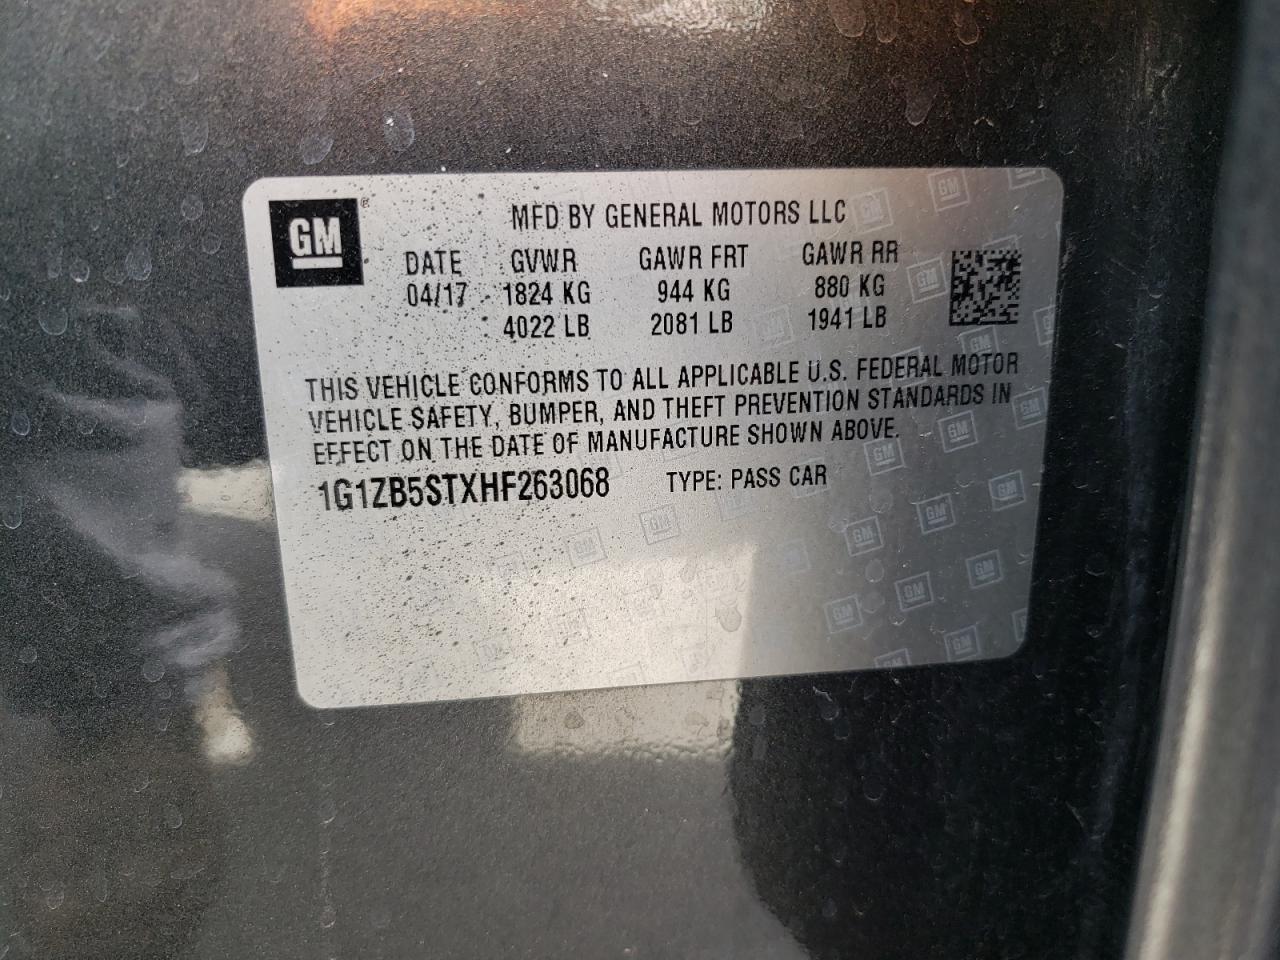 GM®
MFD BY GENERAL MOTORS LLC
DATE GVWR GAWR FRT GAWR RR
04/17 1824 KG 944 KG 880 KG
4022 LB 2081 LB 1941 LB
THIS VEHICLE CONFORMS TO ALL APPLICABLE U.S. FEDERAL MOTOR
VEHICLE SAFETY, BUMPER, AND THEFT PREVENTION STANDARDS IN
EFFECT ON THE DATE OF MANUFACTURE SHOWN ABOVE.
1G1ZB5STXHF263068 TYPE: PASS CAR